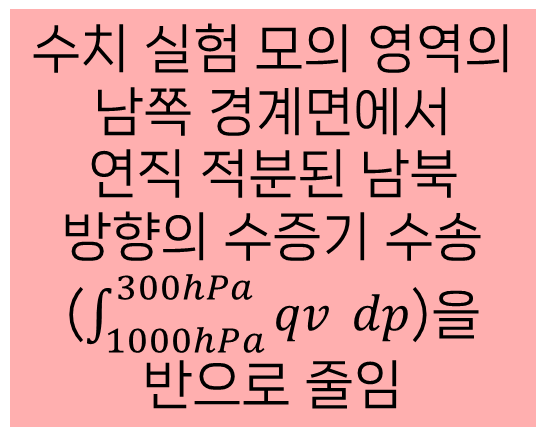 수치 실험 모의 영역의
남쪽 경계면에서
연직 적분된 남북
방향의 수증기 수송
(∫_{1000hPa}^{300hPa} qv dp)을
반으로 줄임